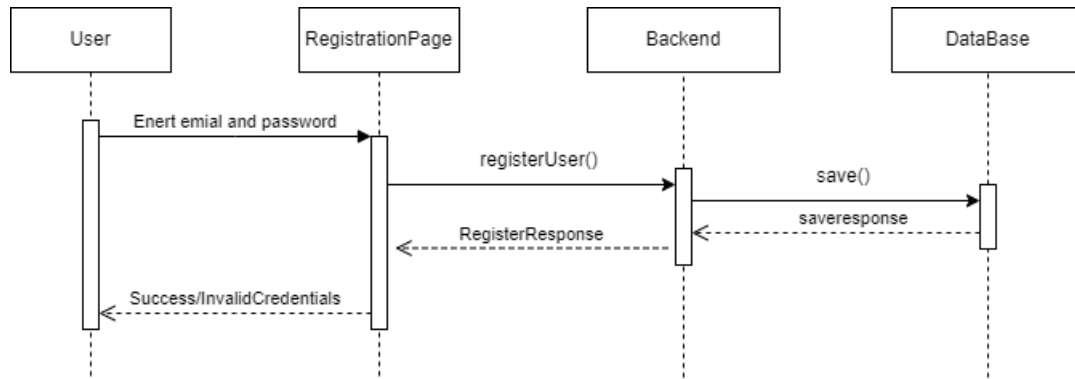 User
RegistrationPage
Backend
DataBase
Enert emial and password
registerUser()
save()
saveresponse
RegisterResponse
Success/InvalidCredentials